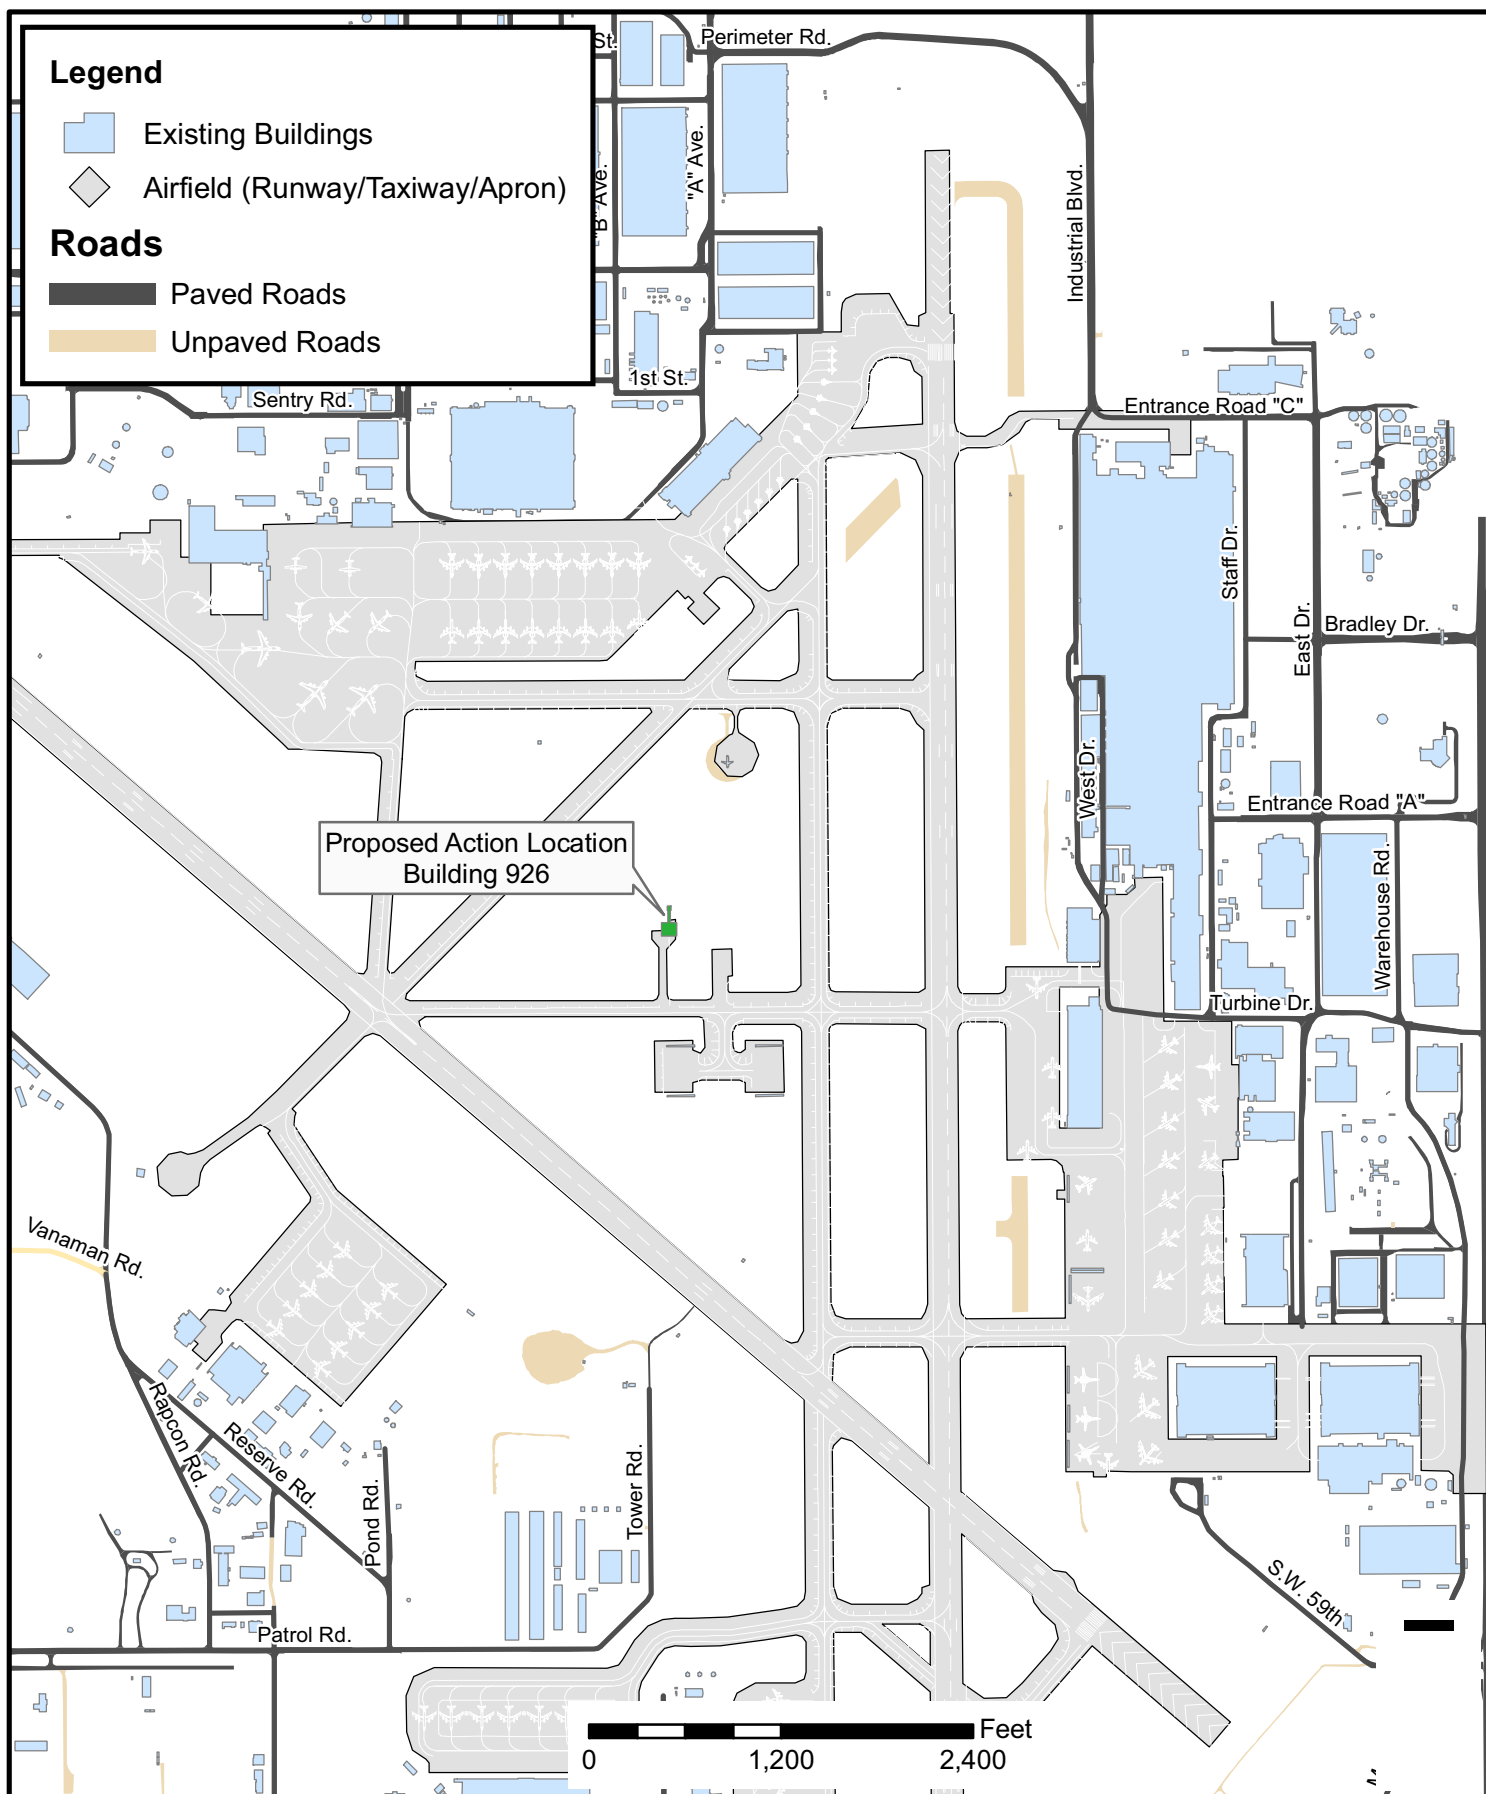 Legend
Existing Buildings
Airfield (Runway/Taxiway/Apron)
Roads
Paved Roads
Unpaved Roads
St.
Perimeter Rd.
"A" Ave.
"B" Ave.
Industrial Blvd.
1st St.
Sentry Rd.
Entrance Road "C"
Staff Dr.
East Dr.
Bradley Dr.
West Dr.
Entrance Road "A"
Proposed Action Location
Building 926
Warehouse Rd.
Turbine Dr.
Vanaman Rd.
Rapcon Rd.
Reserve Rd.
Pond Rd.
Tower Rd.
S.W. 59th
Patrol Rd.
Feet
0 1,200 2,400